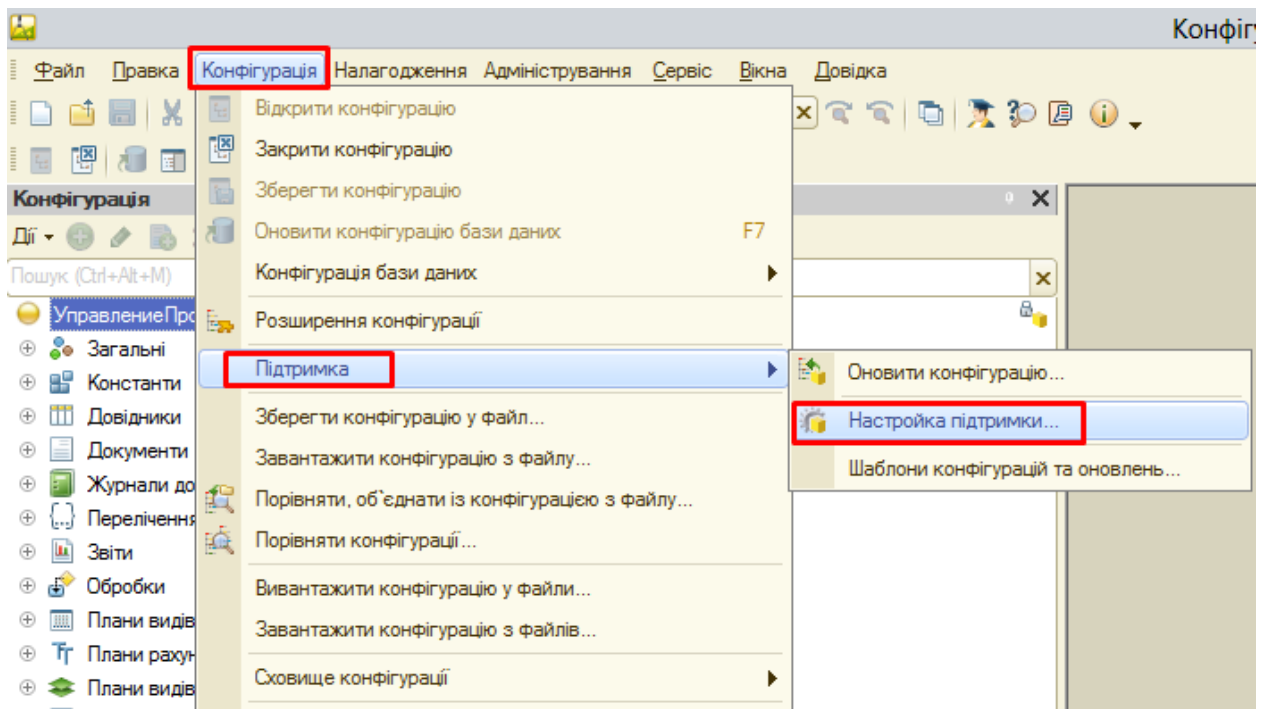 Конфіг
Файл Правка Конфігурація Налагодження Адміністрування Сервіс Вікна Довідка
Відкрити конфігурацію
Закрити конфігурацію
Конфігурація
Зберегти конфігурацію
Дії
Оновити конфігурацію бази даних F7
Пошук (Ctrl+Alt+M)
Конфігурація бази даних
УправлениеПро
Розширення конфігурації
Загальні
Підтримка
Оновити конфігурацію...
Константи
Довідники
Зберегти конфігурацію у файл...
Настройка підтримки...
Документи
Завантажити конфігурацію з файлу...
Шаблони конфігурацій та оновлень...
Журнали до
Порівняти, об`єднати із конфігурацією з файлу...
Перелічення
Порівняти конфігурації...
Звіти
Обробки
Вивантажити конфігурацію у файли...
Плани видів
Завантажити конфігурацію з файлів...
Плани рахун
Сховище конфігурації
Плани видів